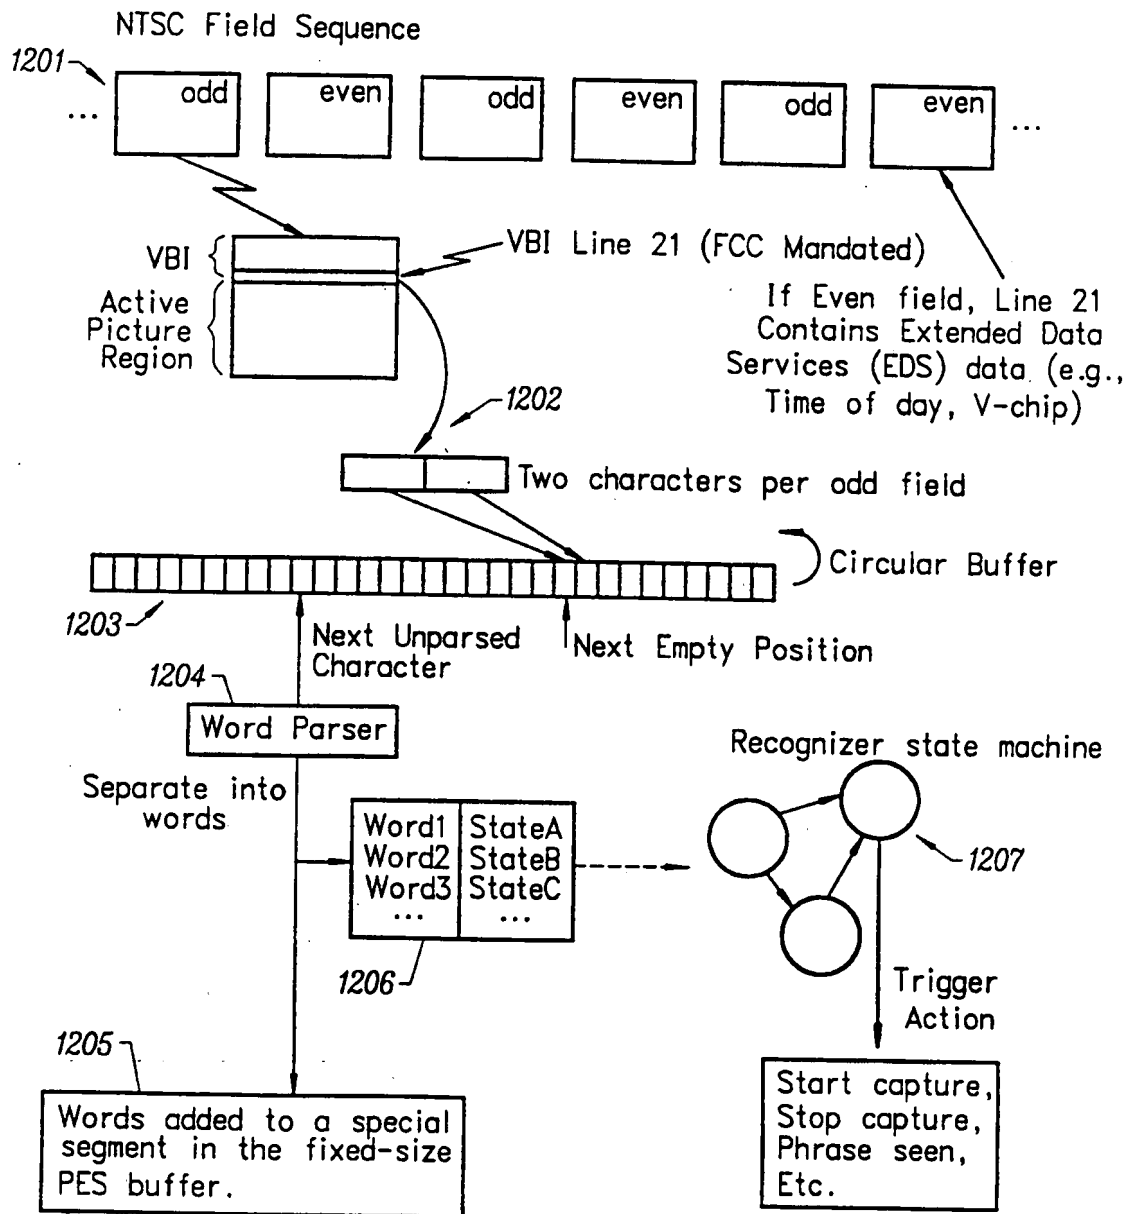 NTSC Field Sequence
1201
... odd even odd even odd even ...
VBI
VBI Line 21 (FCC Mandated)
Active
Picture
Region
If Even field, Line 21
Contains Extended Data
Services (EDS) data (e.g.,
Time of day, V-chip)
1202
Two characters per odd field
Circular Buffer
1203
Next Unparsed
Character
Next Empty Position
1204
Word Parser
Separate into
words
Recognizer state machine
Word1 StateA
Word2 StateB
Word3 StateC
... ...
1206
1207
Trigger
Action
1205
Words added to a special
segment in the fixed-size
PES buffer.
Start capture,
Stop capture,
Phrase seen,
Etc.